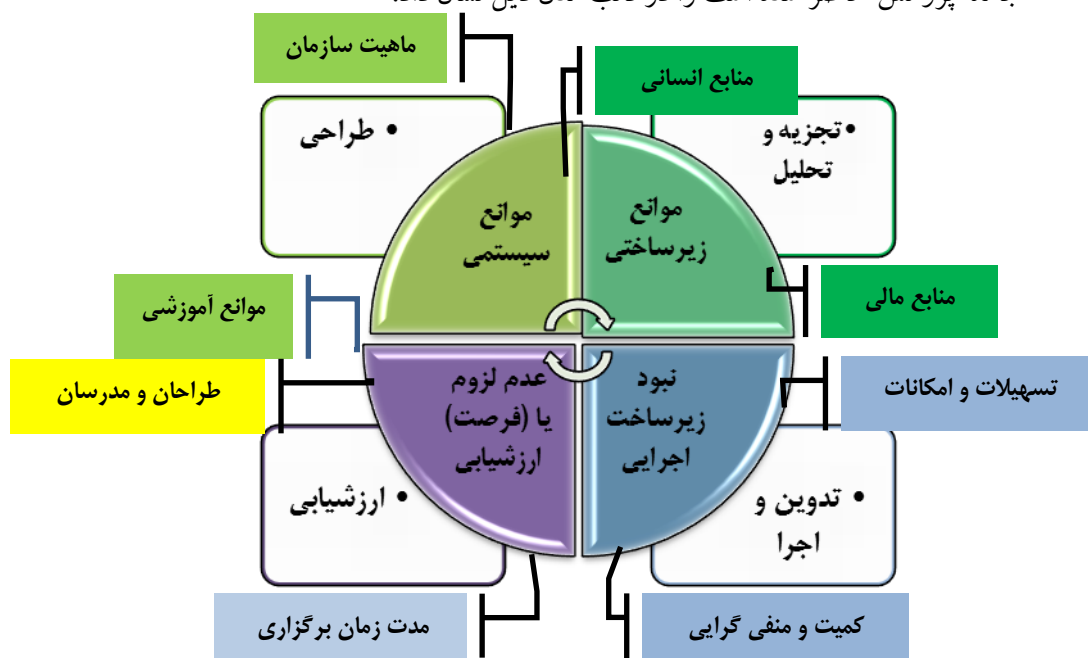 ماهیت سازمان
منابع انسانی
• تجزیه و
تحلیل
• طراحی
موانع
زیرساختی
موانع
سیستمی
منابع مالی
موانع آموزشی
تسهیلات و امکانات
نبود
زیرساخت
اجرایی
عدم لزوم
یا (فرصت)
ارزشیابی
طراحان و مدرسان
• تدوین و
اجرا
• ارزشیابی
کمیت و منفی گرایی
مدت زمان برگزاری